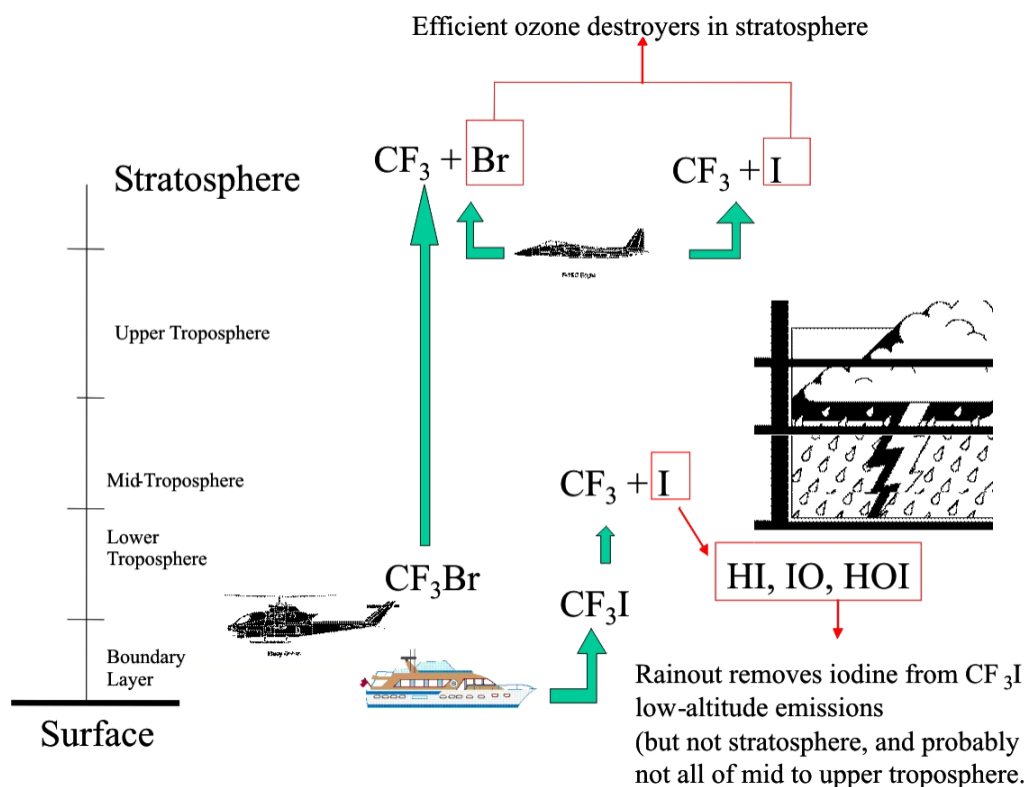 Efficient ozone destroyers in stratosphere
CF3 + Br
CF3 + I
Stratosphere
Upper Troposphere
Mid-Troposphere
CF3 + I
Lower
Troposphere
CF3Br
HI, IO, HOI
CF3I
Boundary
Layer
Rainout removes iodine from CF3I
low-altitude emissions
(but not stratosphere, and probably
not all of mid to upper troposphere.
Surface